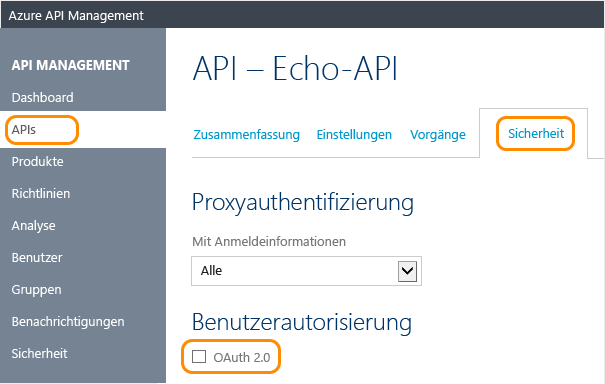 Azure API Management
API MANAGEMENT
Dashboard
APIs
Produkte
Richtlinien
Analyse
Benutzer
Gruppen
Benachrichtigungen
Sicherheit
API – Echo-API
Zusammenfassung Einstellungen Vorgänge Sicherheit
Proxyauthentifizierung
Mit Anmeldeinformationen
Alle
Benutzerautorisierung
OAuth 2.0